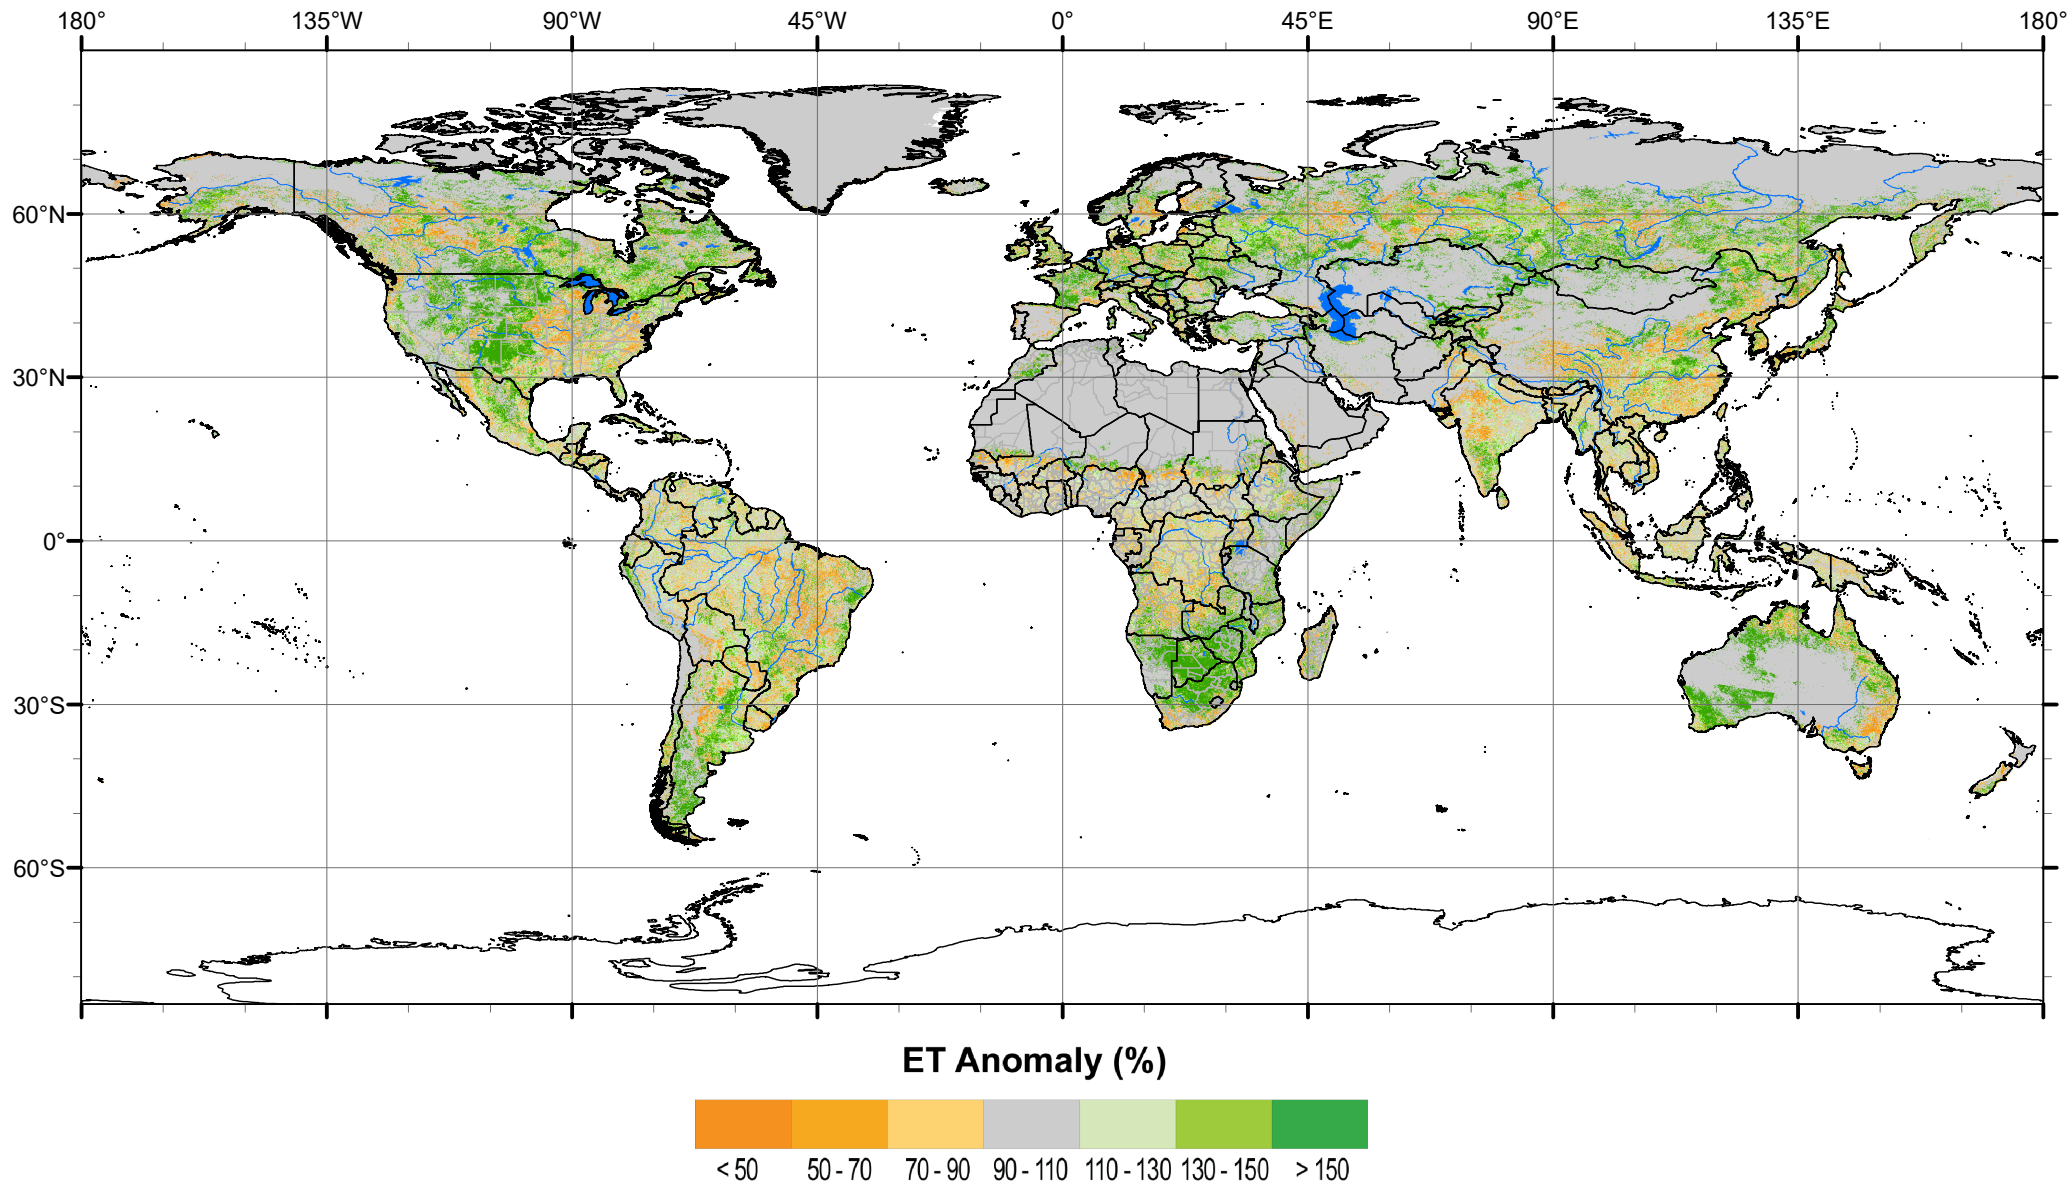 180° 135°W 90°W 45°W 0° 45°E 90°E 135°E 180°
60°N
30°N
0°
30°S
60°S
ET Anomaly (%)
< 50 50 - 70 70 - 90 90 - 110 110 - 130 130 - 150 > 150